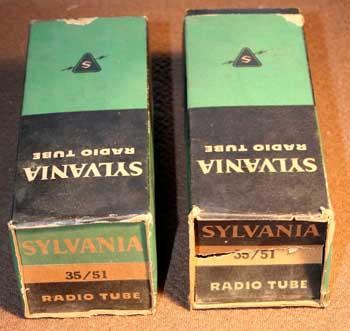 S
SYLVANIA
RADIO TUBE
SYLVANIA
35/51
RADIO TUBE
S
SYLVANIA
RADIO TUBE
SYLVANIA
35/51
RADIO TUBE